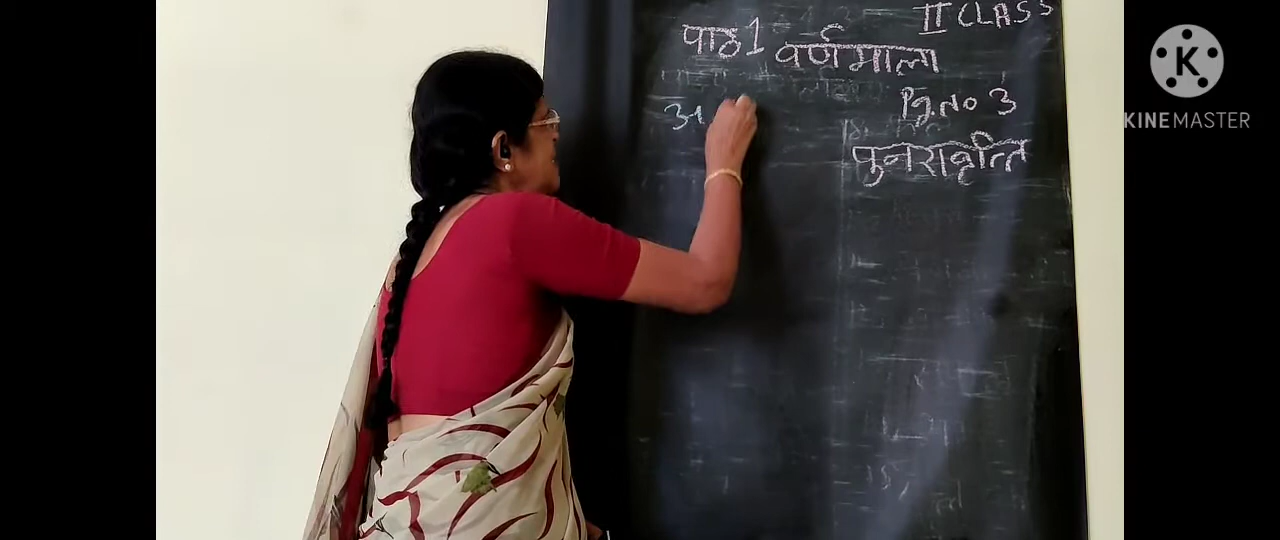 II CLASS
पाठ 1 वर्णमाला
Pg.No 3
अ
पुनरावृत्ति
K
KINEMASTER